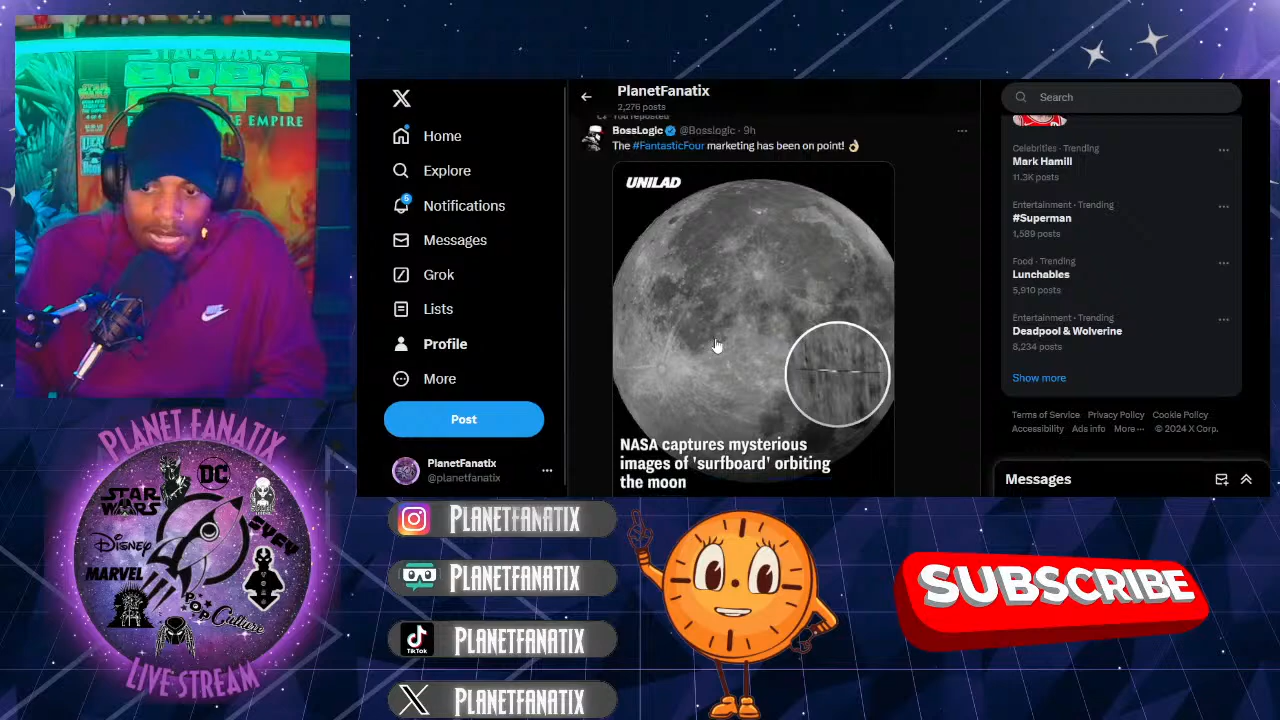 STAR WARS
BOBA
FETT
EMPIRE
PLANET FANATIX
DC
STAR WARS
DISNEY
SYFY
MARVEL
POP Culture
LIVE STREAM
Home
Explore
5
Notifications
Messages
Grok
Lists
Profile
More
Post
PlanetFanatix
@planetfanatix
PlanetFanatix
2,276 posts
You reposted
BossLogic @Bosslogic · 9h
The #FantasticFour marketing has been on point! 👌
UNILAD
NASA captures mysterious
images of 'surfboard' orbiting
the moon
Search
Celebrities · Trending
Mark Hamill
11.3K posts
Entertainment · Trending
#Superman
1,589 posts
Food · Trending
Lunchables
5,910 posts
Entertainment · Trending
Deadpool & Wolverine
8,234 posts
Show more
Terms of Service Privacy Policy Cookie Policy
Accessibility Ads info More ··· © 2024 X Corp.
Messages
PLANETFANATIX
PLANETFANATIX
TikTok
PLANETFANATIX
PLANETFANATIX
SUBSCRIBE